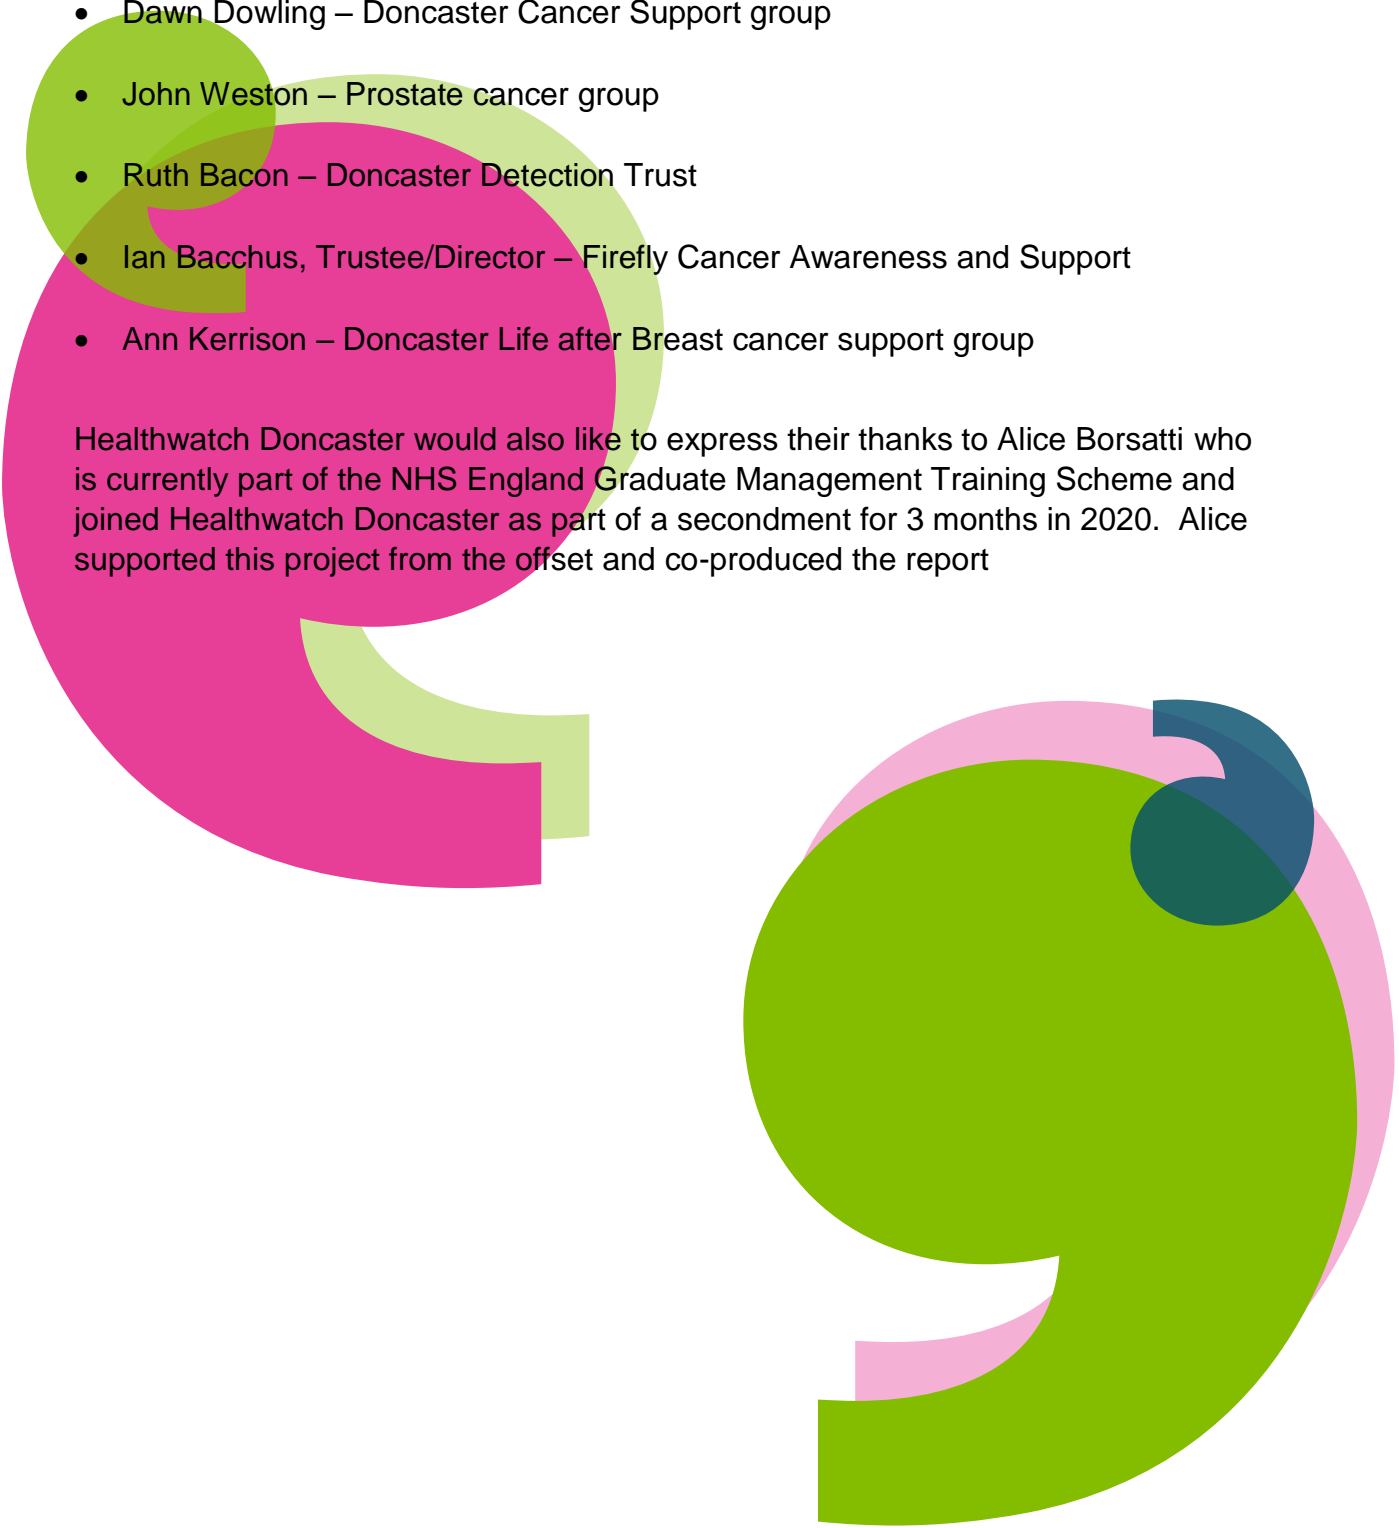 • Dawn Dowling – Doncaster Cancer Support group
• John Weston – Prostate cancer group
• Ruth Bacon – Doncaster Detection Trust
• Ian Bacchus, Trustee/Director – Firefly Cancer Awareness and Support
• Ann Kerrison – Doncaster Life after Breast cancer support group
Healthwatch Doncaster would also like to express their thanks to Alice Borsatti who
is currently part of the NHS England Graduate Management Training Scheme and
joined Healthwatch Doncaster as part of a secondment for 3 months in 2020.  Alice
supported this project from the offset and co-produced the report